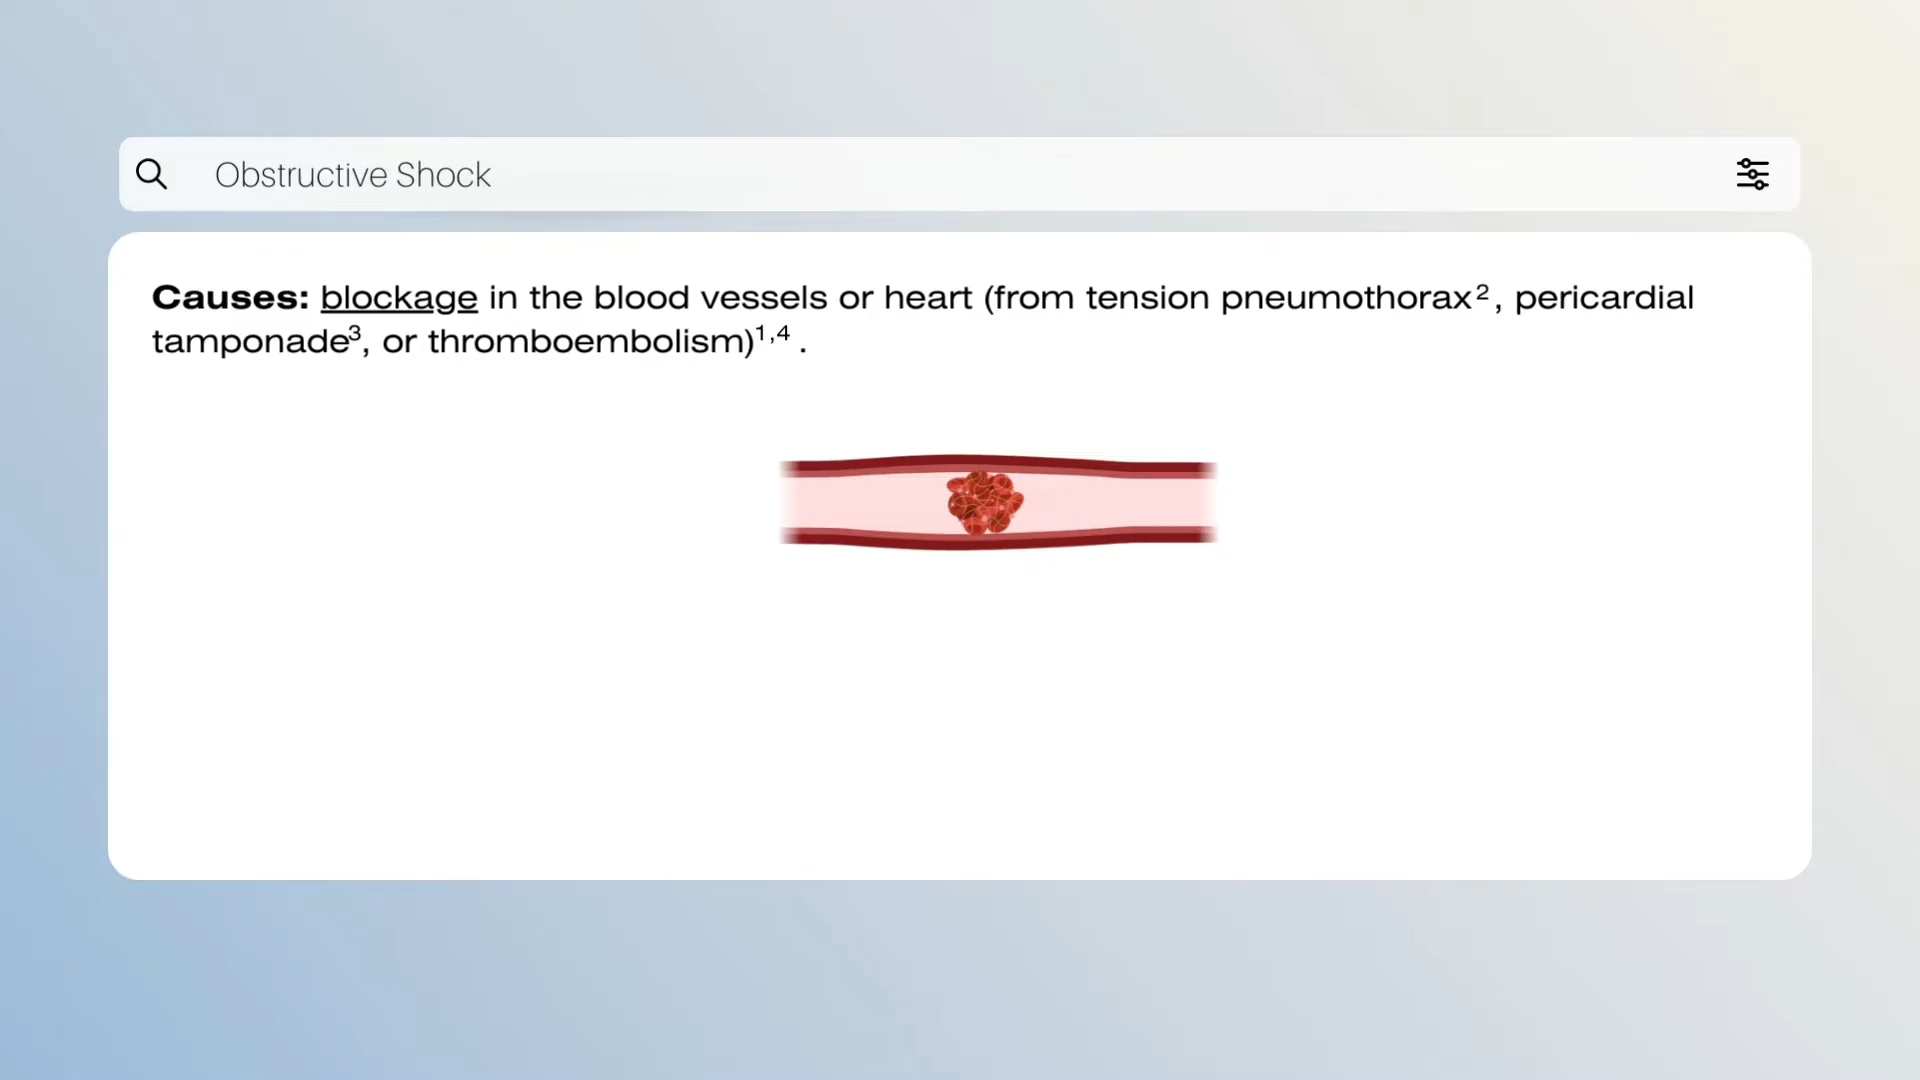 Obstructive Shock
Causes: blockage in the blood vessels or heart (from tension pneumothorax², pericardial
tamponade³, or thromboembolism)¹,⁴ .